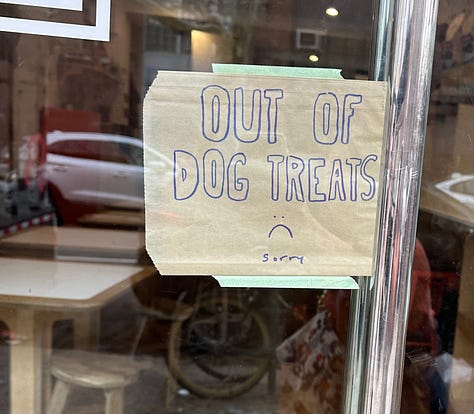 OUT OF
DOG TREATS
sorry